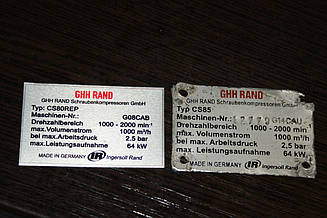 GHH RAND
GHH RAND Schraubenkompressoren GmbH
Typ: CS80REP
Maschinen-Nr.: G08CAB
Drehzahlbereich 1000 - 2000 min⁻¹
max.Volumenstrom 1000 m³/h
bei max.Arbeitsdruck 2,5 bar
max.Leistungsaufnahme 64 kW
MADE IN GERMANY IR Ingersoll Rand
GHH RAND
GHH RAND Schraubenkompressoren GmbH
Typ: CS85
Maschinen-Nr.: G14CAU
Drehzahlbereich 1000 - 2000 min⁻¹
max.Volumenstrom 1000 m³/h
bei max.Arbeitsdruck 2,5 bar
max.Leistungsaufnahme 64 kW
MADE IN GERMANY IR Ingersoll Rand